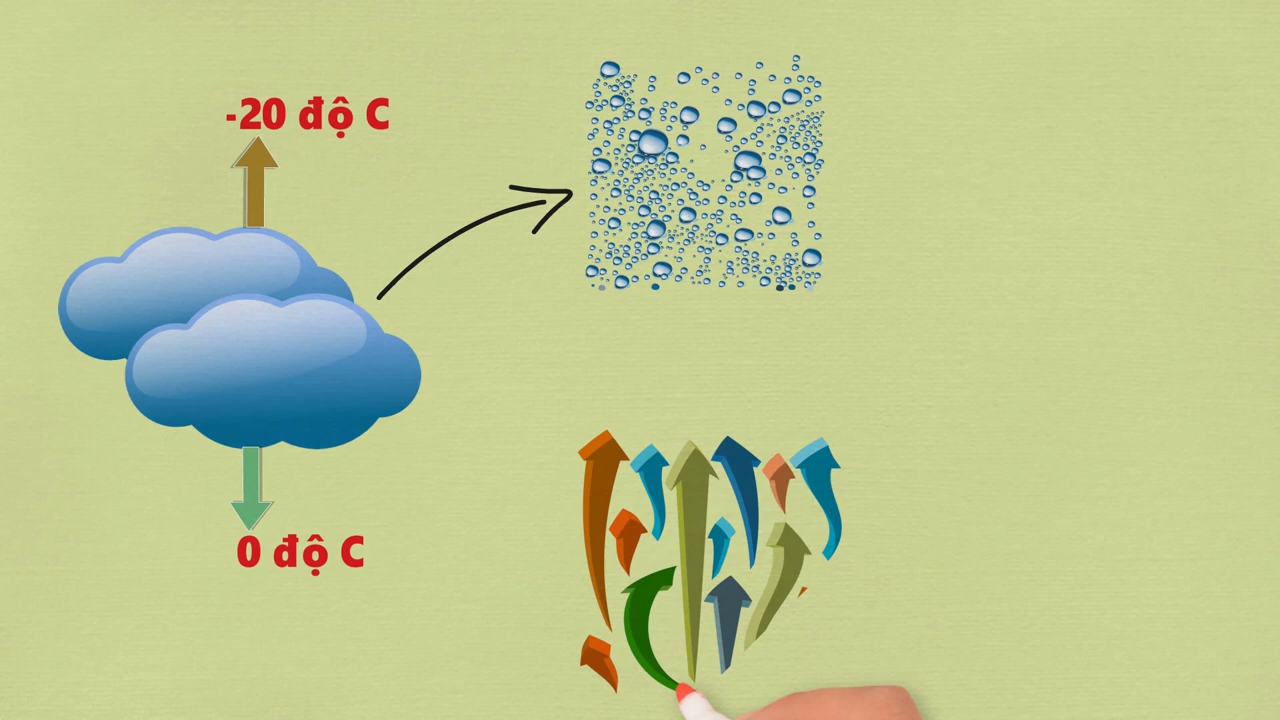 -20 độ C
0 độ C